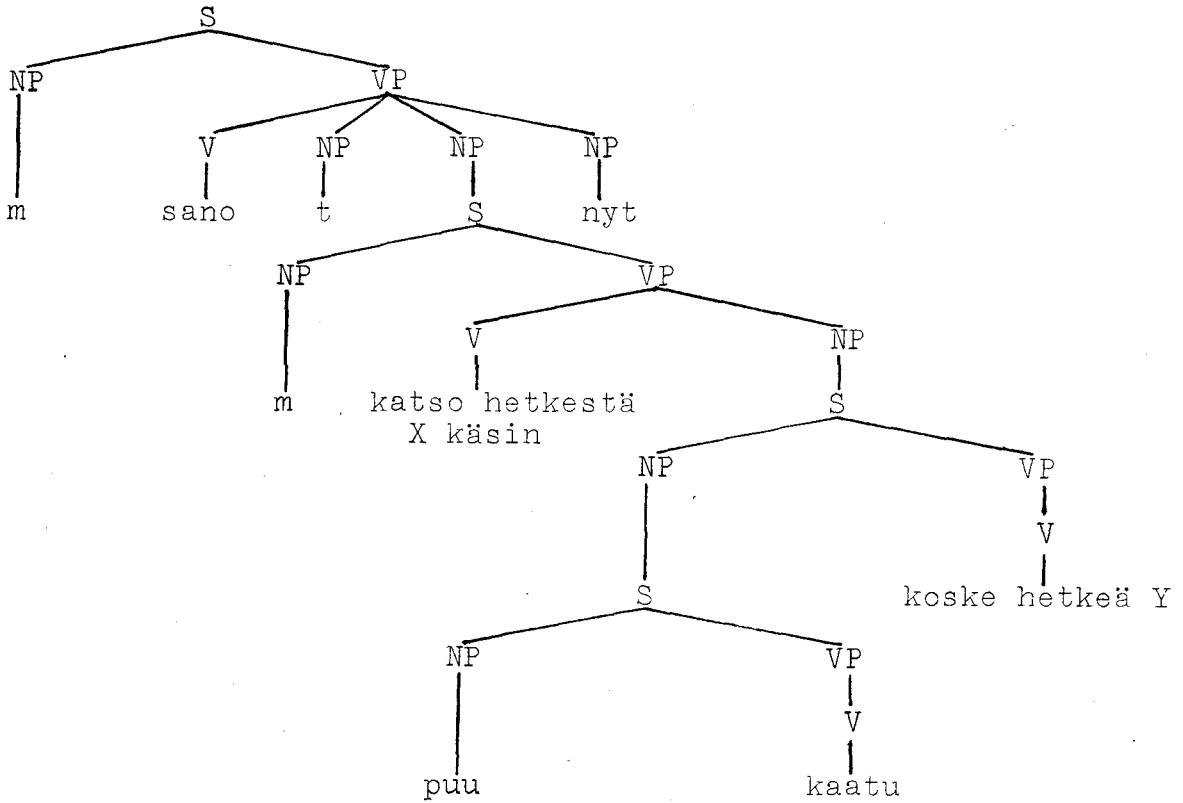 S
NP VP
V NP NP NP
m sano t S nyt
NP VP
V NP
m katso hetkestä S
X käsin
NP VP
V
S koske hetkeä Y
NP VP
V
puu kaatu